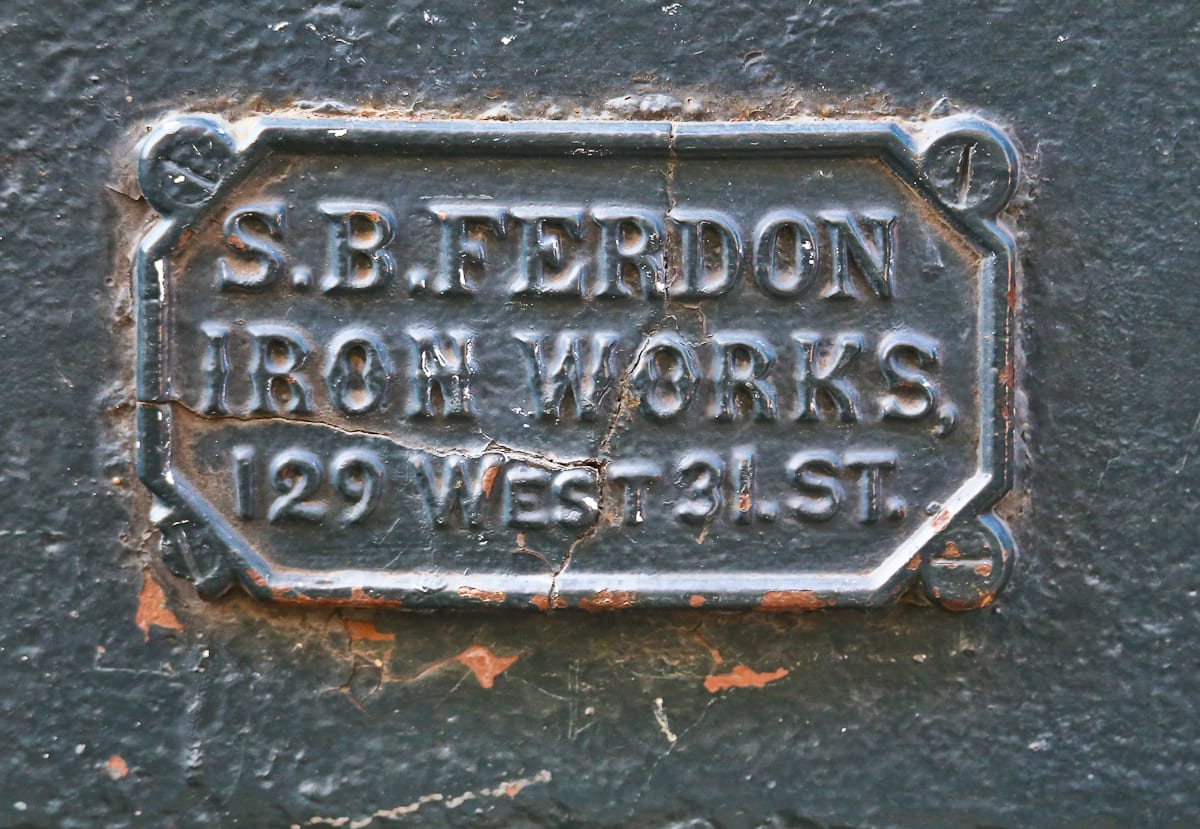 S.B.FERDON
IRON WORKS,
129 WEST 31. ST.